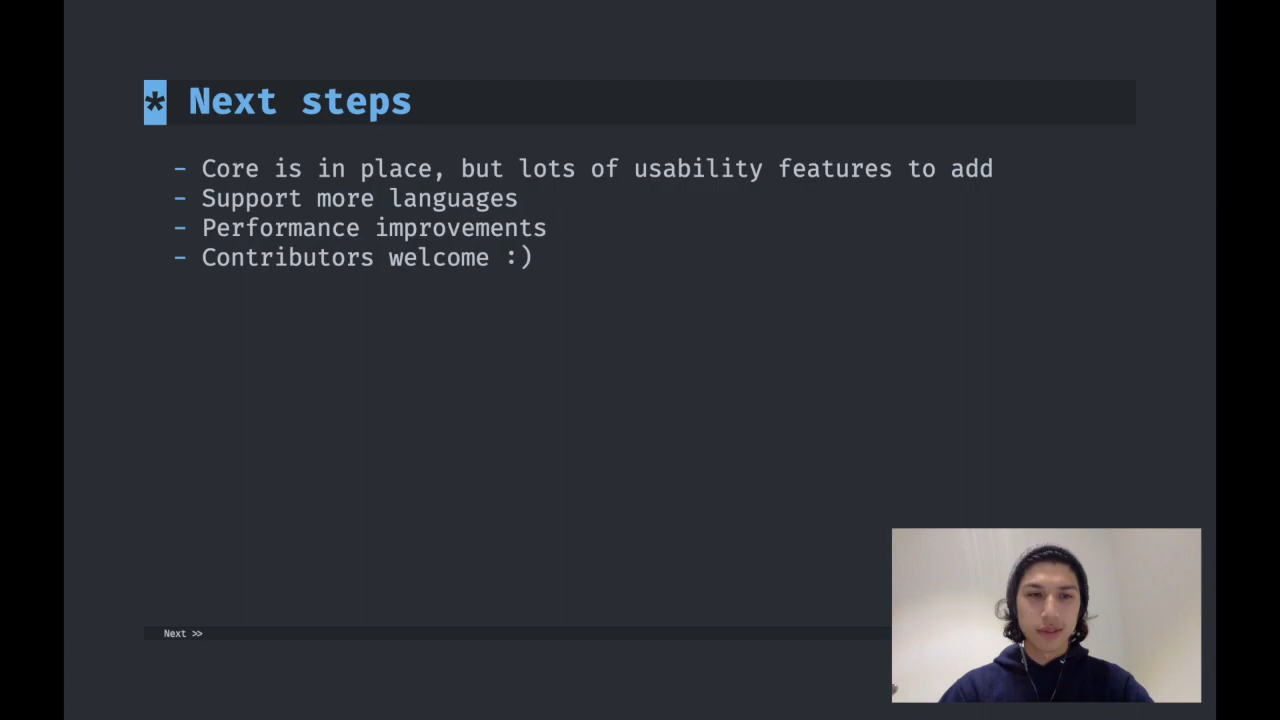 * Next steps
- Core is in place, but lots of usability features to add
- Support more languages
- Performance improvements
- Contributors welcome :)
Next >>